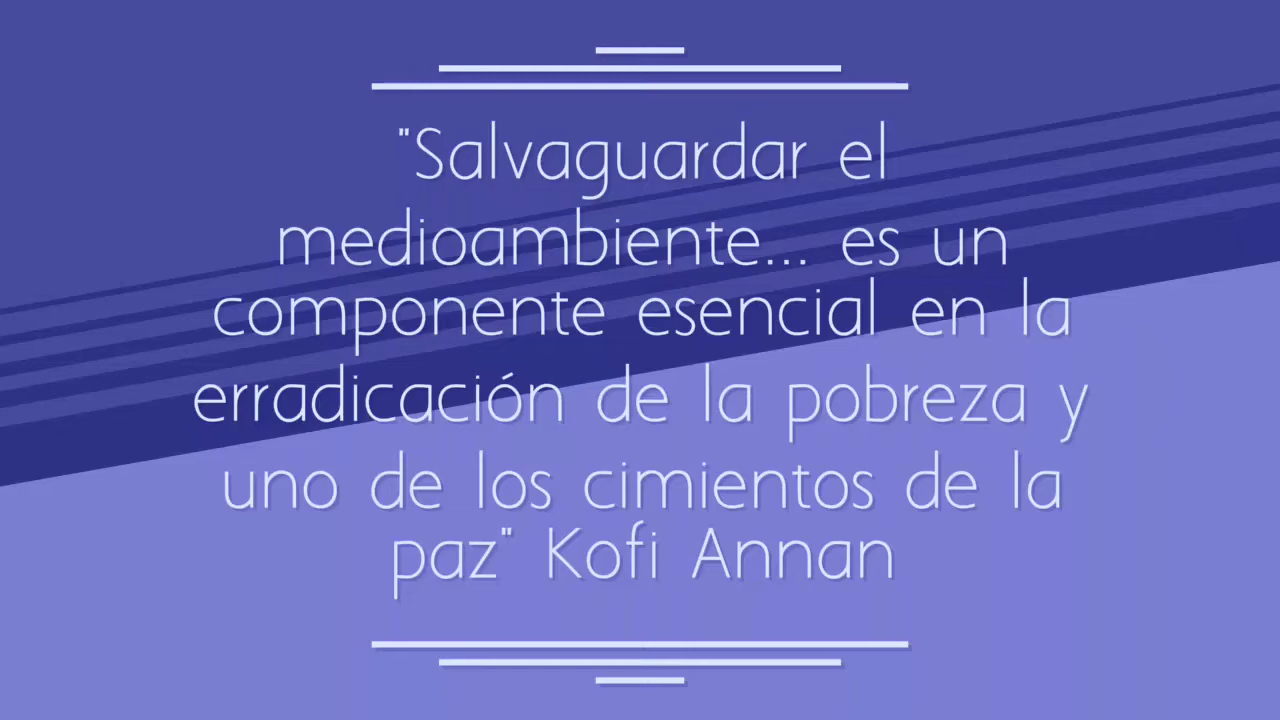 "Salvaguardar el
medioambiente... es un
componente esencial en la
erradicación de la pobreza y
uno de los cimientos de la
paz" Kofi Annan